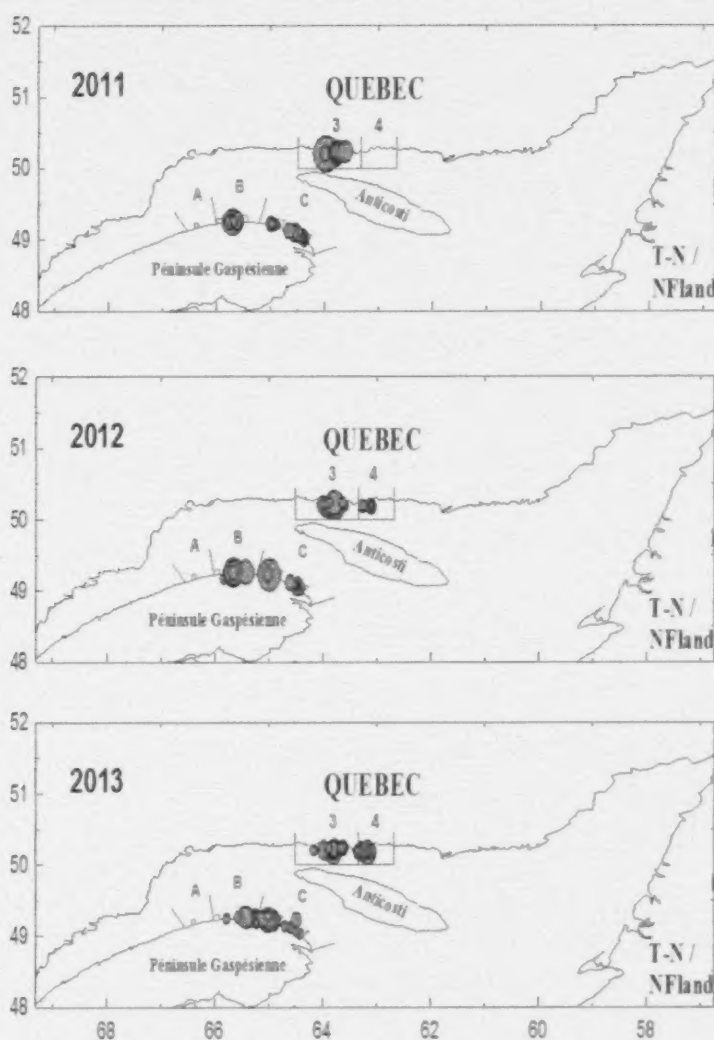 52
2011
QUEBEC
51
3 4
50
A B C
Anticosti
49
Péninsule Gaspésienne
T-N /
NFland
48
52
2012
QUEBEC
51
3 4
50
A B C
Anticosti
49
Péninsule Gaspésienne
T-N /
NFland
48
52
2013
QUEBEC
51
3 4
50
A B C
Anticosti
49
Péninsule Gaspésienne
T-N /
NFland
48
68 66 64 62 60 58